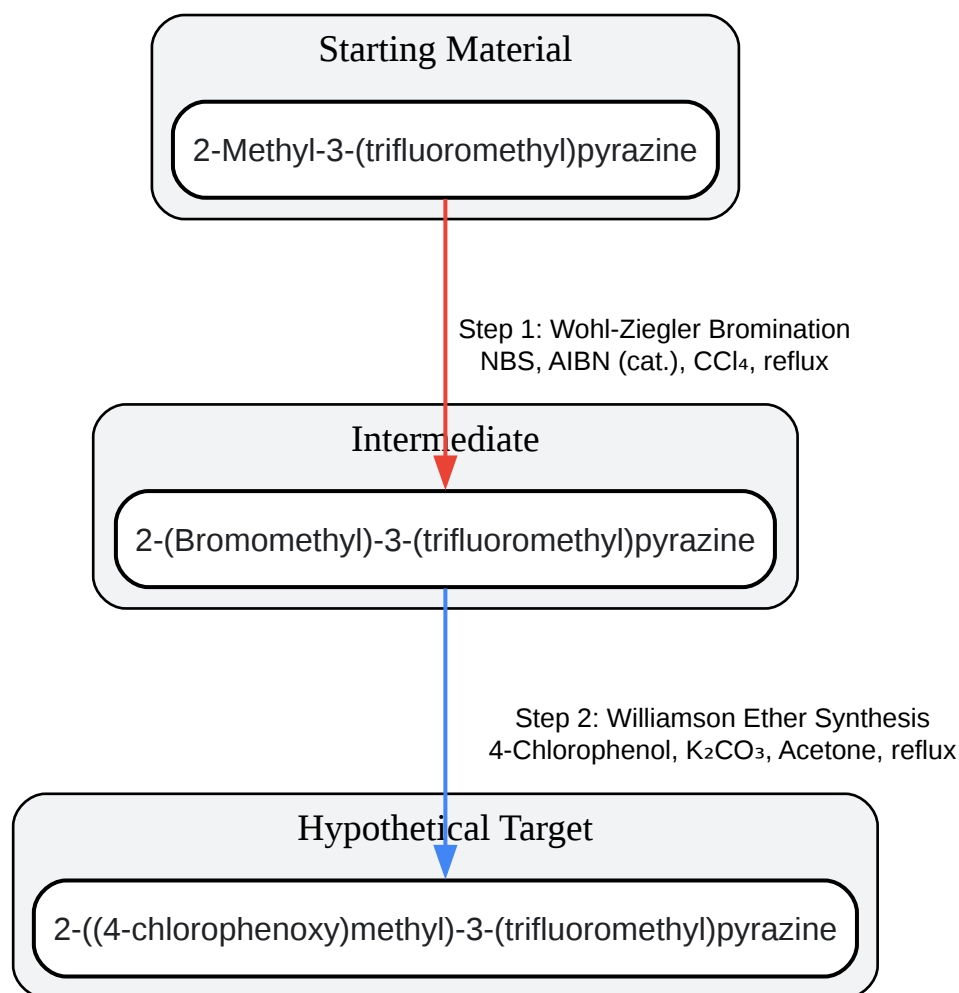 Starting Material
2-Methyl-3-(trifluoromethyl)pyrazine
Step 1: Wohl-Ziegler Bromination
NBS, AIBN (cat.), CCl₄, reflux
Intermediate
2-(Bromomethyl)-3-(trifluoromethyl)pyrazine
Step 2: Williamson Ether Synthesis
4-Chlorophenol, K₂CO₃, Acetone, reflux
Hypothetical Target
2-((4-chlorophenoxy)methyl)-3-(trifluoromethyl)pyrazine